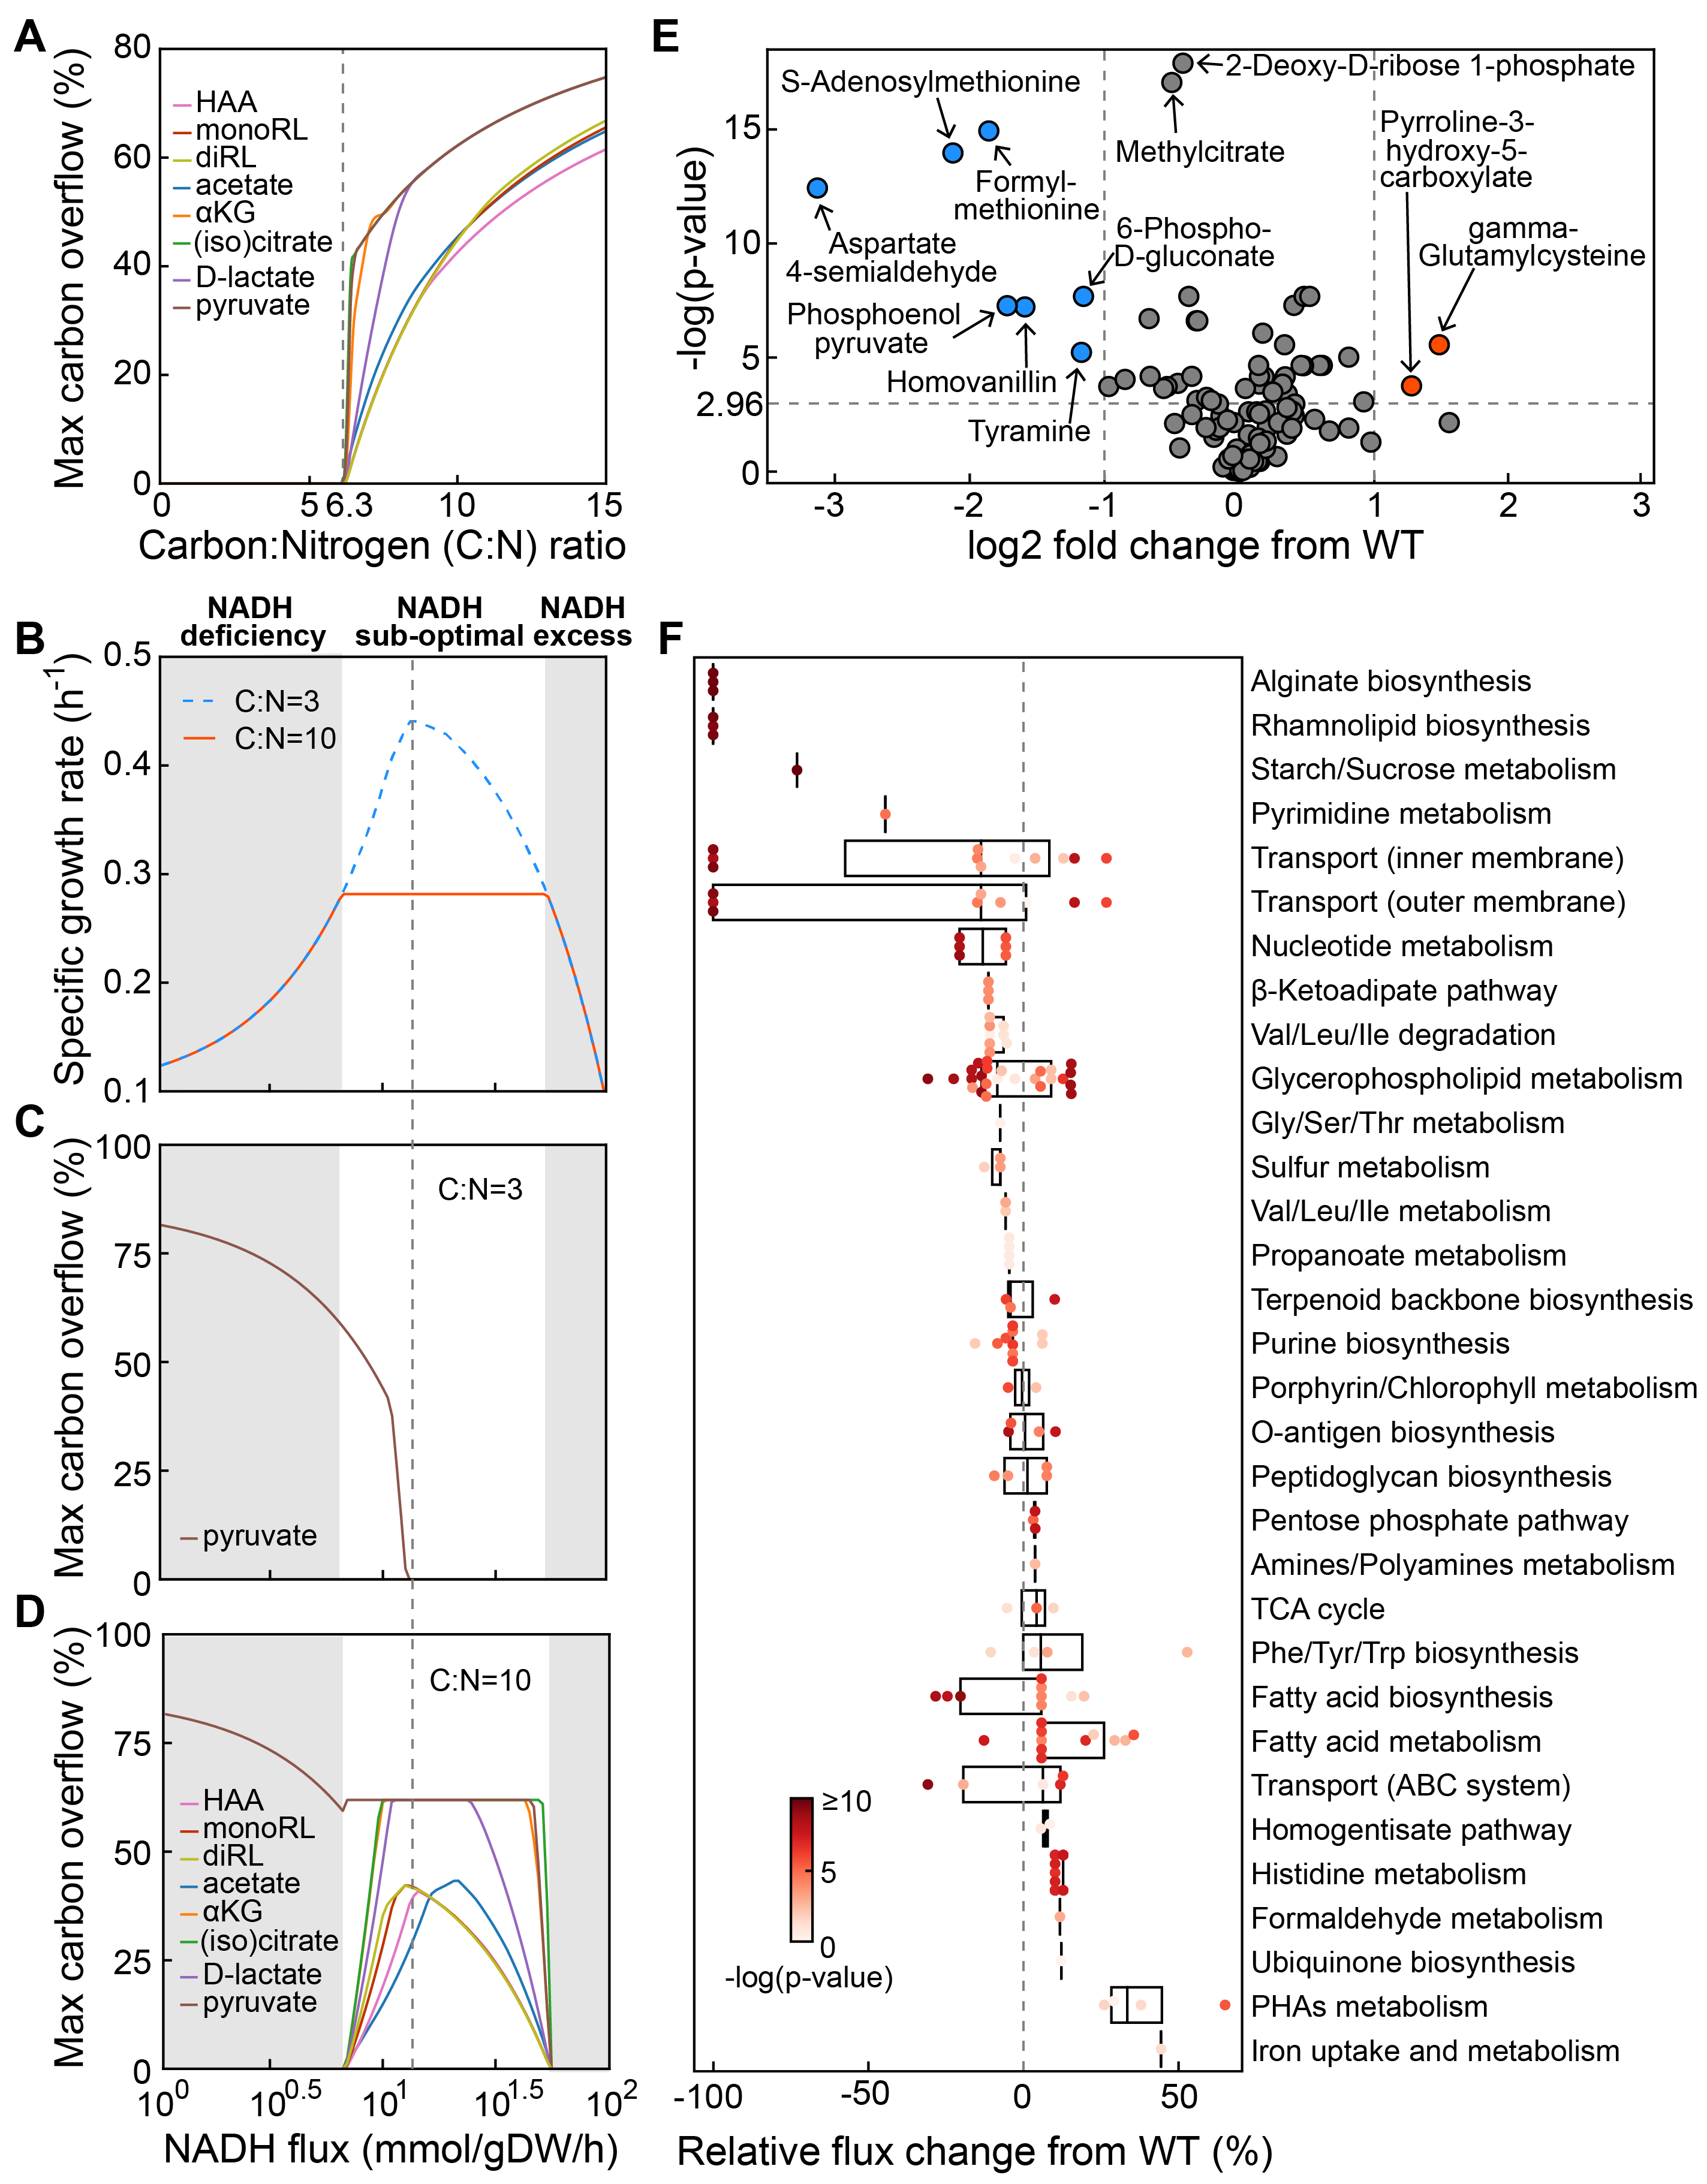 A
Max carbon overflow (%)
80
60
40
20
0
HAA
monoRL
diRL
acetate
αKG
(iso)citrate
D-lactate
pyruvate
0
5
6.3
10
15
Carbon:Nitrogen (C:N) ratio
NADH
deficiency
NADH
sub-optimal
NADH
excess
B
Specific growth rate (h-1)
0.5
0.4
0.3
0.2
0.1
C:N=3
C:N=10
C
Max carbon overflow (%)
100
75
50
25
0
C:N=3
pyruvate
D
Max carbon overflow (%)
100
75
50
25
0
C:N=10
HAA
monoRL
diRL
acetate
αKG
(iso)citrate
D-lactate
pyruvate
10^0
10^0.5
10^1
10^1.5
10^2
NADH flux (mmol/gDW/h)
E
-log(p-value)
15
10
5
2.96
0
2-Deoxy-D-ribose 1-phosphate
S-Adenosylmethionine
Methylcitrate
Formyl-
methionine
Aspartate
4-semialdehyde
6-Phospho-
D-gluconate
Phosphoenol
pyruvate
Homovanillin
Tyramine
Pyrroline-3-
hydroxy-5-
carboxylate
gamma-
Glutamylcysteine
-3
-2
-1
0
1
2
3
log2 fold change from WT
F
Alginate biosynthesis
Rhamnolipid biosynthesis
Starch/Sucrose metabolism
Pyrimidine metabolism
Transport (inner membrane)
Transport (outer membrane)
Nucleotide metabolism
β-Ketoadipate pathway
Val/Leu/Ile degradation
Glycerophospholipid metabolism
Gly/Ser/Thr metabolism
Sulfur metabolism
Val/Leu/Ile metabolism
Propanoate metabolism
Terpenoid backbone biosynthesis
Purine biosynthesis
Porphyrin/Chlorophyll metabolism
O-antigen biosynthesis
Peptidoglycan biosynthesis
Pentose phosphate pathway
Amines/Polyamines metabolism
TCA cycle
Phe/Tyr/Trp biosynthesis
Fatty acid biosynthesis
Fatty acid metabolism
Transport (ABC system)
Homogentisate pathway
Histidine metabolism
Formaldehyde metabolism
Ubiquinone biosynthesis
PHAs metabolism
Iron uptake and metabolism
≥10
5
0
-log(p-value)
-100
-50
0
50
Relative flux change from WT (%)